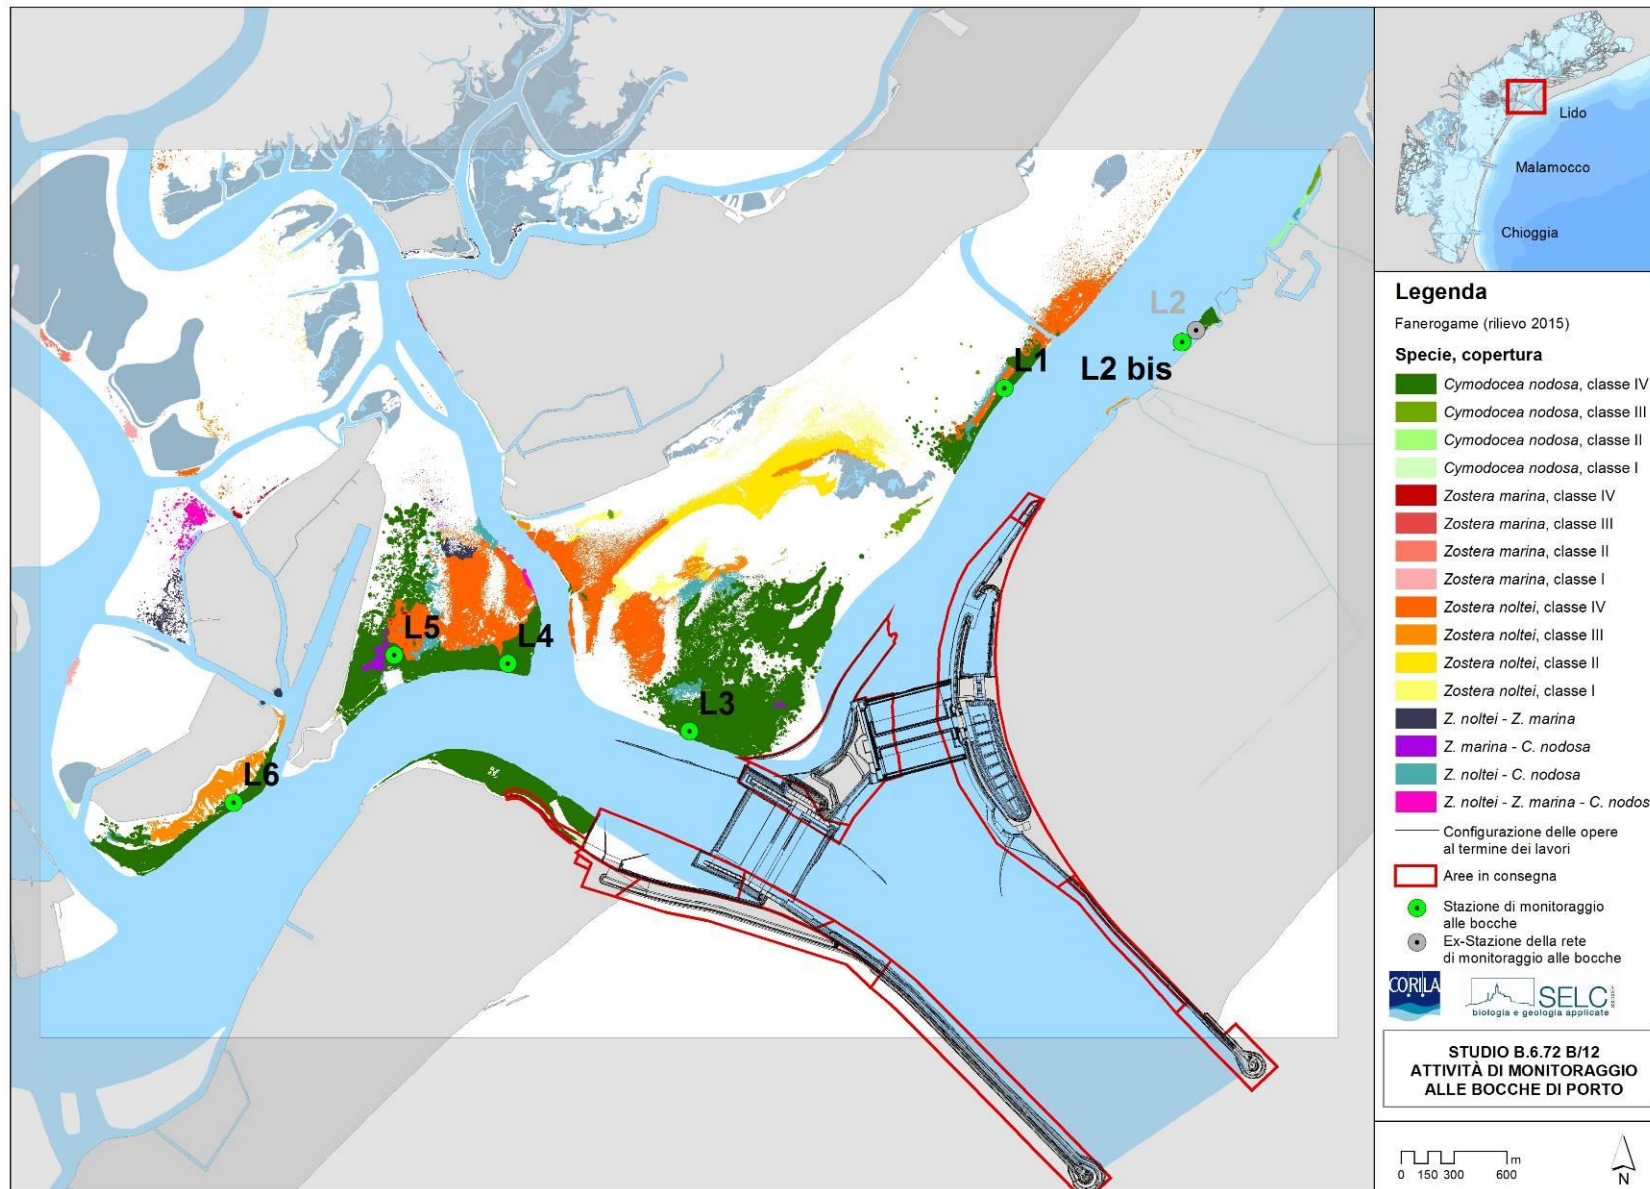 L2
L1
L2 bis
L5
L4
L3
L6
Lido
Malamocco
Chioggia
Legenda
Fanerogame (rilievo 2015)
Specie, copertura
Cymodocea nodosa, classe IV
Cymodocea nodosa, classe III
Cymodocea nodosa, classe II
Cymodocea nodosa, classe I
Zostera marina, classe IV
Zostera marina, classe III
Zostera marina, classe II
Zostera marina, classe I
Zostera noltei, classe IV
Zostera noltei, classe III
Zostera noltei, classe II
Zostera noltei, classe I
Z. noltei - Z. marina
Z. marina - C. nodosa
Z. noltei - C. nodosa
Z. noltei - Z. marina - C. nodos
Configurazione delle opere
al termine dei lavori
Aree in consegna
Stazione di monitoraggio
alle bocche
Ex-Stazione della rete
di monitoraggio alle bocche
CORILA
SELC
biologia e geologia applicate
STUDIO B.6.72 B/12
ATTIVITÀ DI MONITORAGGIO
ALLE BOCCHE DI PORTO
m
0 150 300 600
N